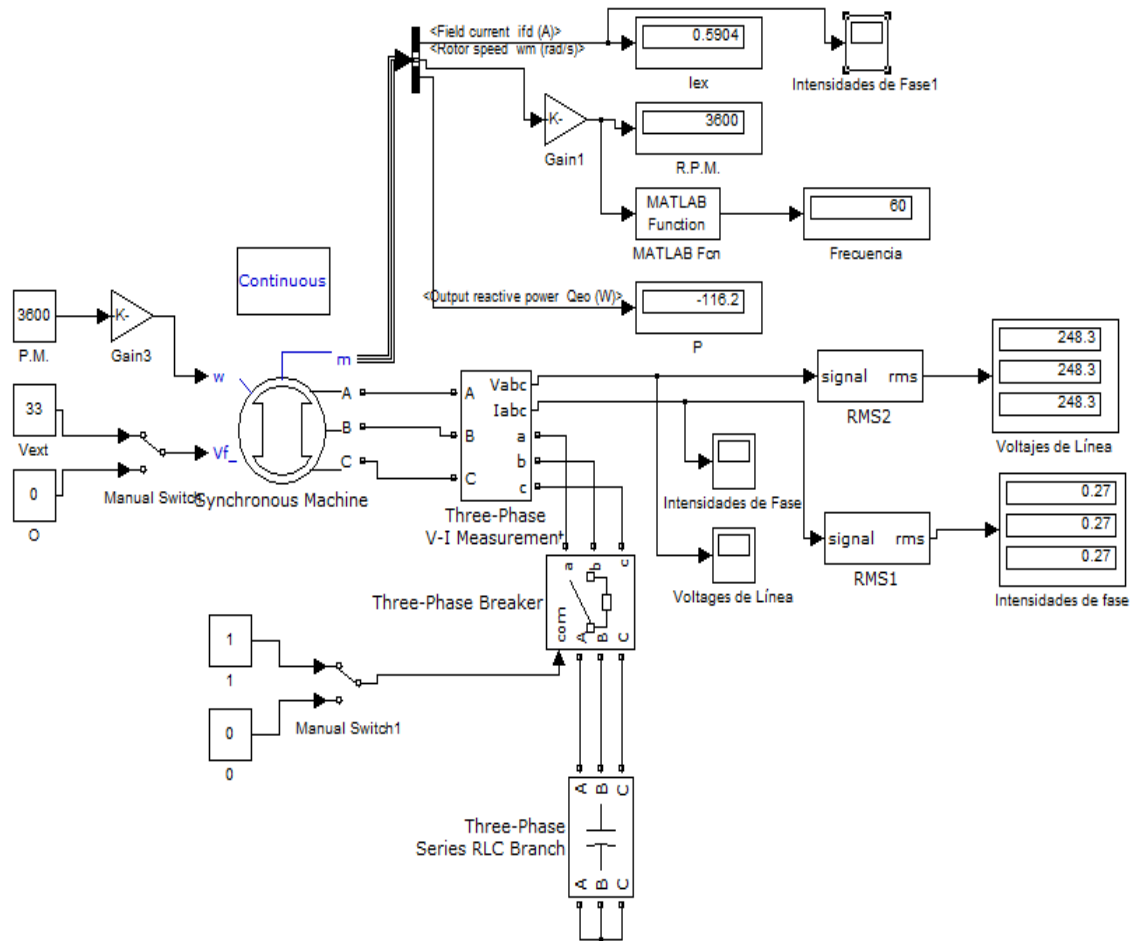 <Field current ifd (A)>
<Rotor speed wm (rad/s)>
0.5904
Iex
Intensidades de Fase1
-K-
Gain1
3600
R.P.M.
MATLAB
Function
MATLAB Fcn
60
Frecuencia
Continuous
<Output reactive power Qeo (W)>
-116.2
P
3600
P.M.
-K-
Gain3
m
w
33
Vext
Vf_
0
O
Manual Switch
Synchronous Machine
A
B
C
A
B
C
Vabc
Iabc
a
b
c
Three-Phase
V-I Measurement
signal rms
RMS2
248.3
248.3
248.3
Voltajes de Línea
Intensidades de Fase
Voltages de Línea
signal rms
RMS1
0.27
0.27
0.27
Intensidades de fase
Three-Phase Breaker
a
b
c
com
A
B
C
1
1
0
0
Manual Switch1
A
B
C
Three-Phase
Series RLC Branch
A
B
C